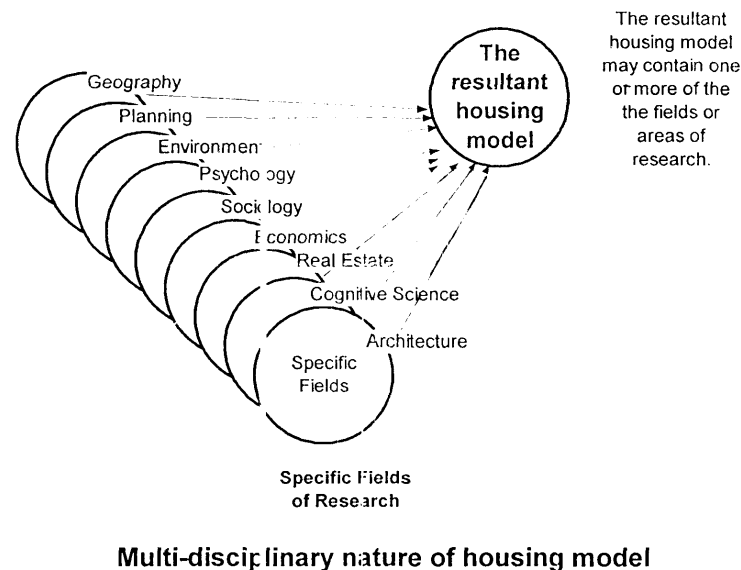 The
resultant
housing
model
The resultant
housing model
may contain one
or more of the
the fields or
areas of
research.
Geography
Planning
Environment
Psychology
Sociology
Economics
Real Estate
Cognitive Science
Architecture
Specific
Fields
Specific Fields
of Research
Multi-disciplinary nature of housing model